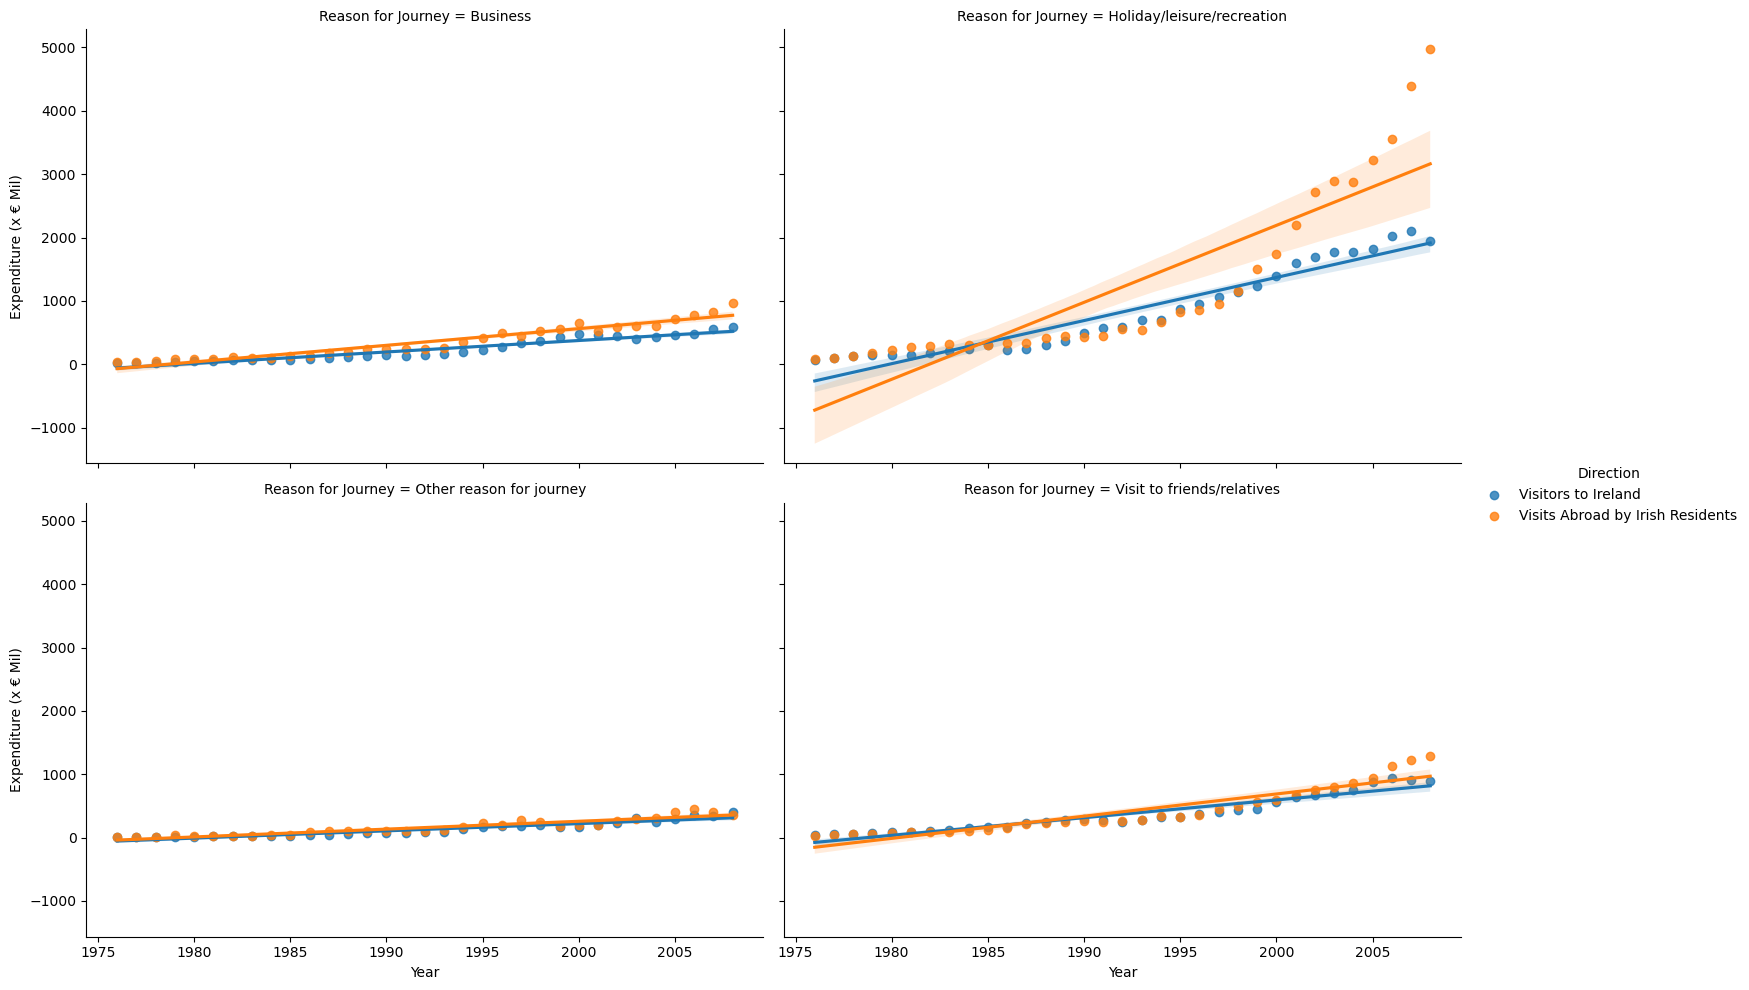 Reason for Journey = Business
Reason for Journey = Holiday/leisure/recreation
5000
4000
3000
2000
1000
0
−1000
Expenditure (x € Mil)
Reason for Journey = Other reason for journey
Reason for Journey = Visit to friends/relatives
5000
4000
3000
2000
1000
0
−1000
Expenditure (x € Mil)
1975 1980 1985 1990 1995 2000 2005
Year
1975 1980 1985 1990 1995 2000 2005
Year
Direction
Visitors to Ireland
Visits Abroad by Irish Residents